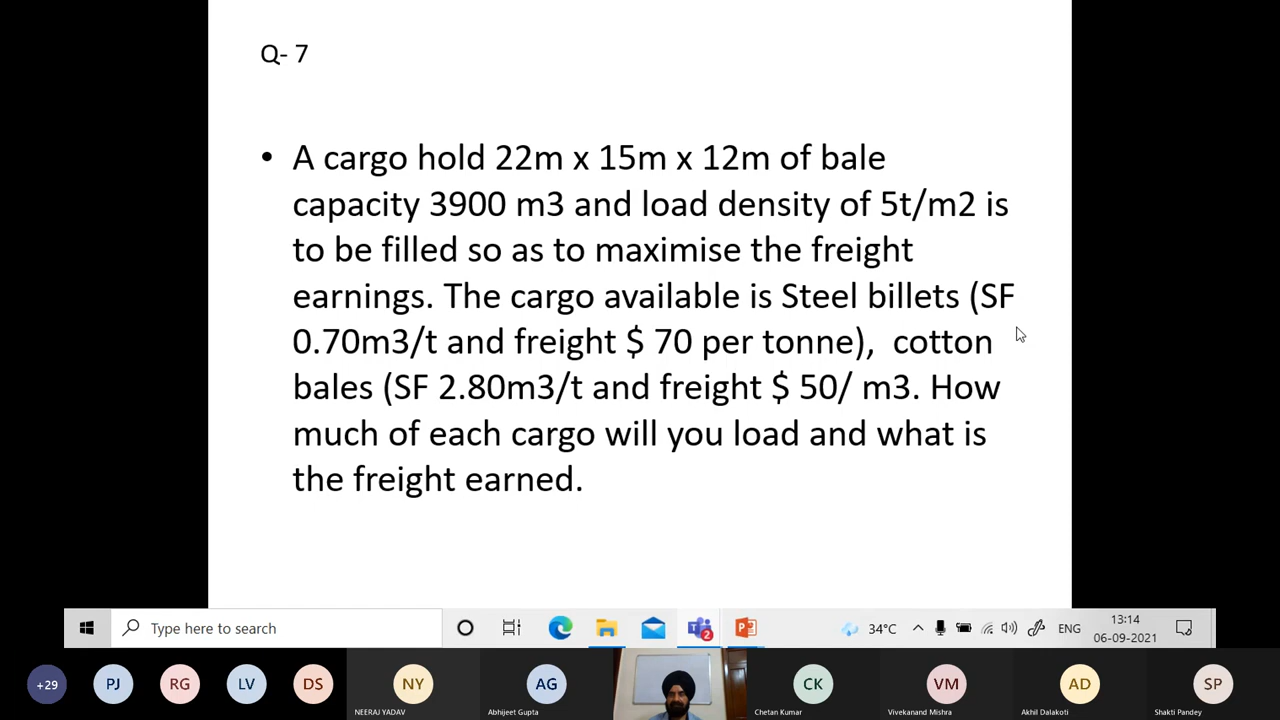 Q- 7
• A cargo hold 22m x 15m x 12m of bale
capacity 3900 m3 and load density of 5t/m2 is
to be filled so as to maximise the freight
earnings. The cargo available is Steel billets (SF
0.70m3/t and freight $ 70 per tonne), cotton
bales (SF 2.80m3/t and freight $ 50/ m3. How
much of each cargo will you load and what is
the freight earned.
Type here to search
2
P
34°C
ENG
13:14
06-09-2021
+29
PJ
RG
LV
DS
NY
NEERAJ YADAV
AG
Abhijeet Gupta
CK
Chetan Kumar
VM
Vivekanand Mishra
AD
Akhil Dalakoti
SP
Shakti Pandey